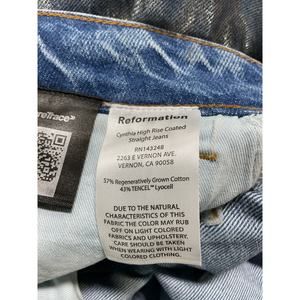 reTrace
Reformation
Cynthia High Rise Coated
Straight Jeans
RN143248
2263 E VERNON AVE.
VERNON, CA 90058
57% Regeneratively Grown Cotton
43% TENCEL™ Lyocell
DUE TO THE NATURAL
CHARACTERISTICS OF THIS
FABRIC THE COLOR MAY RUB
OFF ON LIGHT COLORED
FABRICS AND UPHOLSTERY,
CARE SHOULD BE TAKEN
WHEN WEARING WITH LIGHT
COLORED CLOTHING.